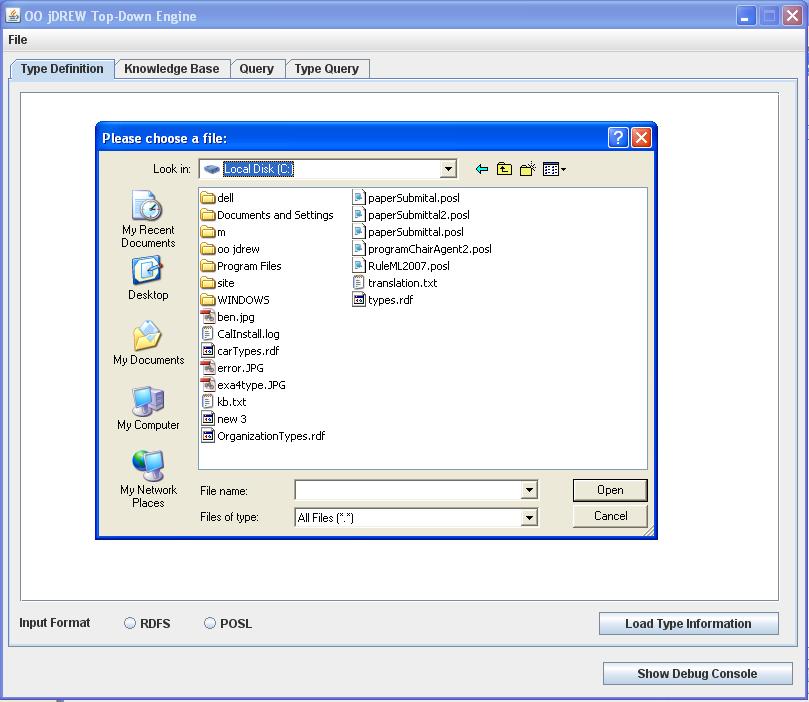 OO jDREW Top-Down Engine
File
Type Definition
Knowledge Base
Query
Type Query
Please choose a file:
Look in:
Local Disk (C:)
My Recent
Documents
Desktop
My Documents
My Computer
My Network
Places
dell
Documents and Settings
m
oo jdrew
Program Files
site
WINDOWS
ben.jpg
CalInstall.log
carTypes.rdf
error.JPG
exa4type.JPG
kb.txt
new 3
OrganizationTypes.rdf
paperSubmital.posl
paperSubmittal2.posl
paperSubmittal.posl
programChairAgent2.posl
RuleML2007.posl
translation.txt
types.rdf
File name:
Open
Files of type:
All Files (*.*)
Cancel
Input Format
RDFS
POSL
Load Type Information
Show Debug Console